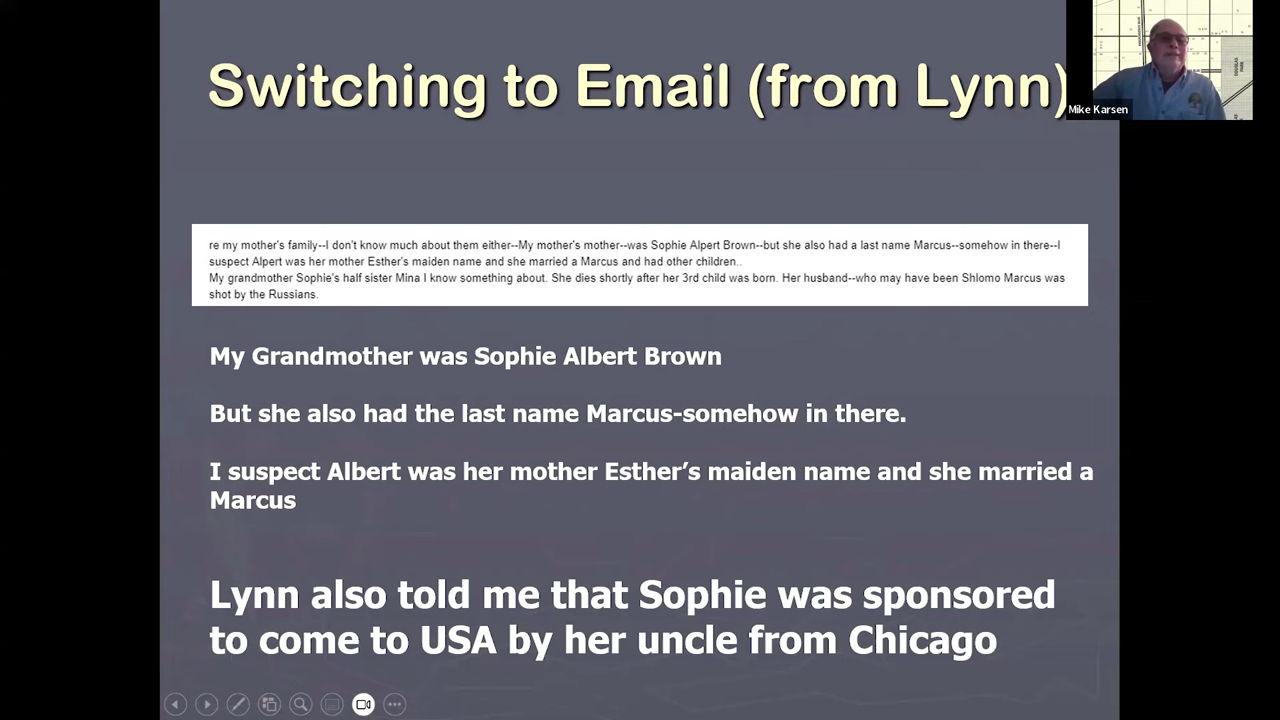 Switching to Email (from Lynn)
Mike Karsen
re my mother's family--I don't know much about them either--My mother's mother--was Sophie Alpert Brown--but she also had a last name Marcus--somehow in there--I
suspect Alpert was her mother Esther's maiden name and she married a Marcus and had other children..
My grandmother Sophie's half sister Mina I know something about. She dies shortly after her 3rd child was born. Her husband--who may have been Shlomo Marcus was
shot by the Russians.
My Grandmother was Sophie Albert Brown
But she also had the last name Marcus-somehow in there.
I suspect Albert was her mother Esther’s maiden name and she married a
Marcus
Lynn also told me that Sophie was sponsored
to come to USA by her uncle from Chicago